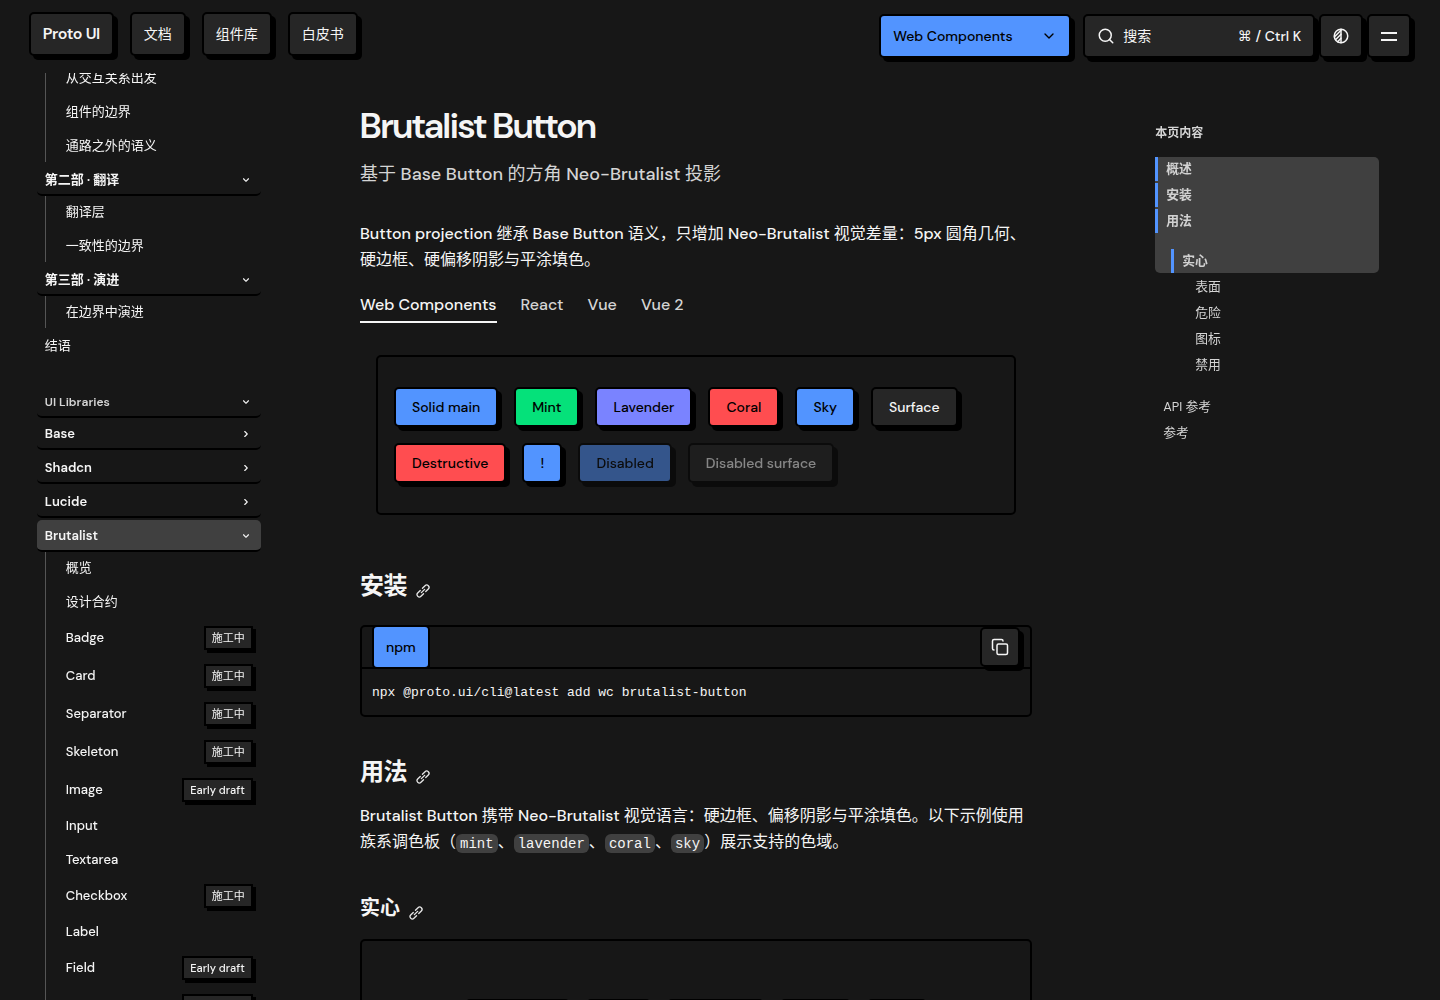 Proto UI
文档
组件库
白皮书
Web Components
搜索
⌘ / Ctrl K
从交互关系出发
组件的边界
通路之外的语义
第二部 · 翻译
翻译层
一致性的边界
第三部 · 演进
在边界中演进
结语
UI Libraries
Base
Shadcn
Lucide
Brutalist
概览
设计合约
Badge 施工中
Card 施工中
Separator 施工中
Skeleton 施工中
Image Early draft
Input
Textarea
Checkbox 施工中
Label
Field Early draft
Brutalist Button
基于 Base Button 的方角 Neo-Brutalist 投影
Button projection 继承 Base Button 语义，只增加 Neo-Brutalist 视觉差量：5px 圆角几何、
硬边框、硬偏移阴影与平涂填色。
Web Components React Vue Vue 2
Solid main Mint Lavender Coral Sky Surface
Destructive ! Disabled Disabled surface
安装
npm
npx @proto.ui/cli@latest add wc brutalist-button
用法
Brutalist Button 携带 Neo-Brutalist 视觉语言：硬边框、偏移阴影与平涂填色。以下示例使用
族系调色板（mint、lavender、coral、sky）展示支持的色域。
实心
本页内容
概述
安装
用法
实心
表面
危险
图标
禁用
API 参考
参考